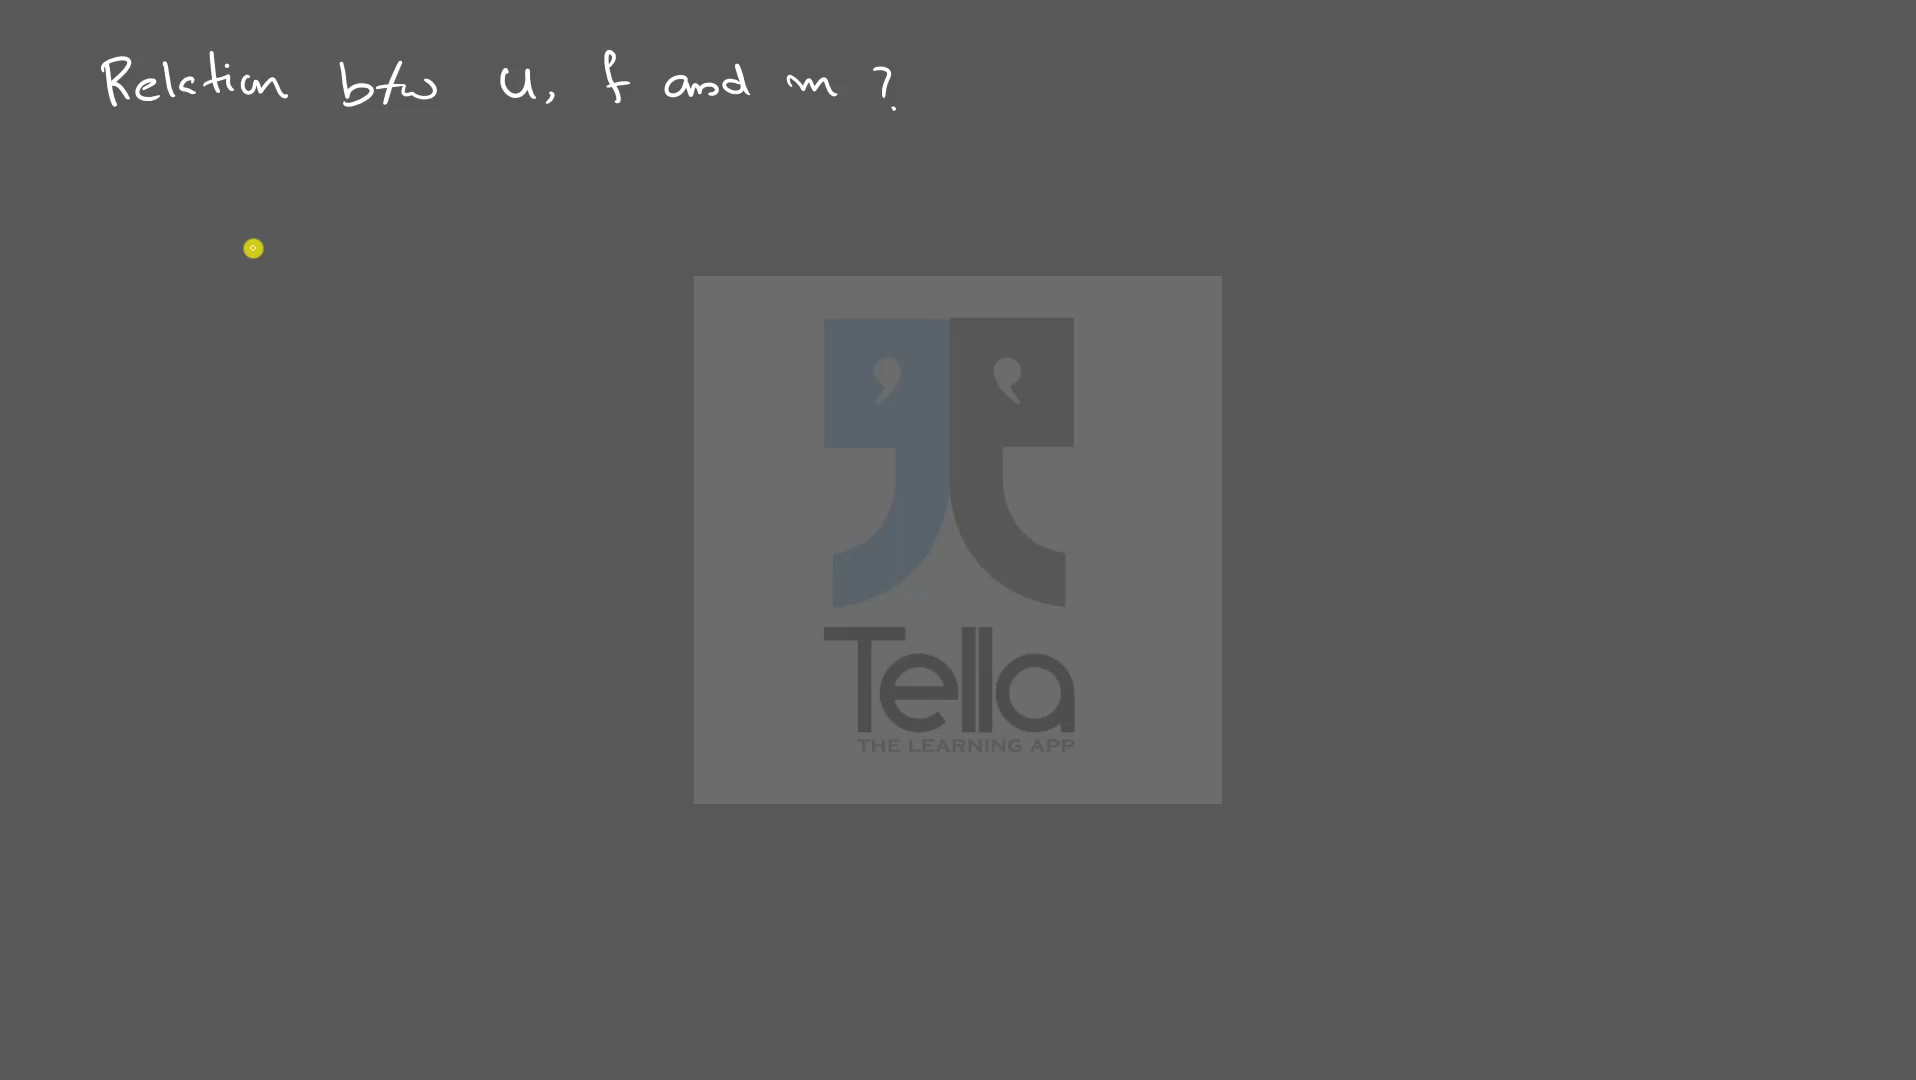 Relation btw u, f and m ?
Tella
THE LEARNING APP